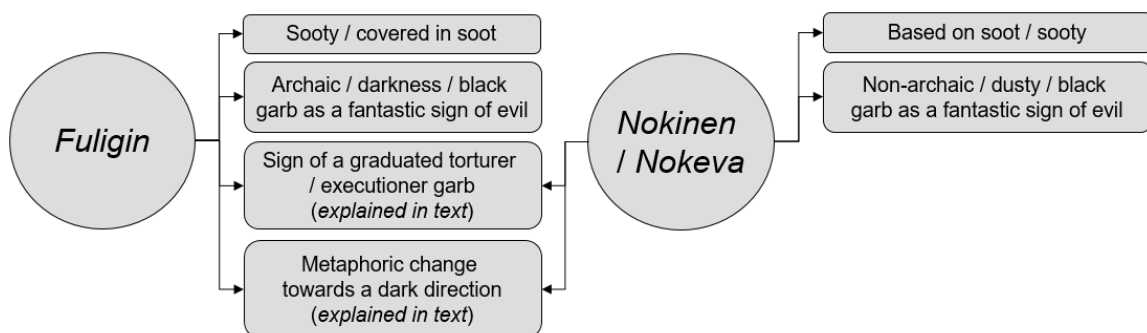 Fuligin
Sooty / covered in soot
Archaic / darkness / black
garb as a fantastic sign of evil
Sign of a graduated torturer
/ executioner garb
(explained in text)
Metaphoric change
towards a dark direction
(explained in text)
Nokinen
/ Nokeva
Based on soot / sooty
Non-archaic / dusty / black
garb as a fantastic sign of evil